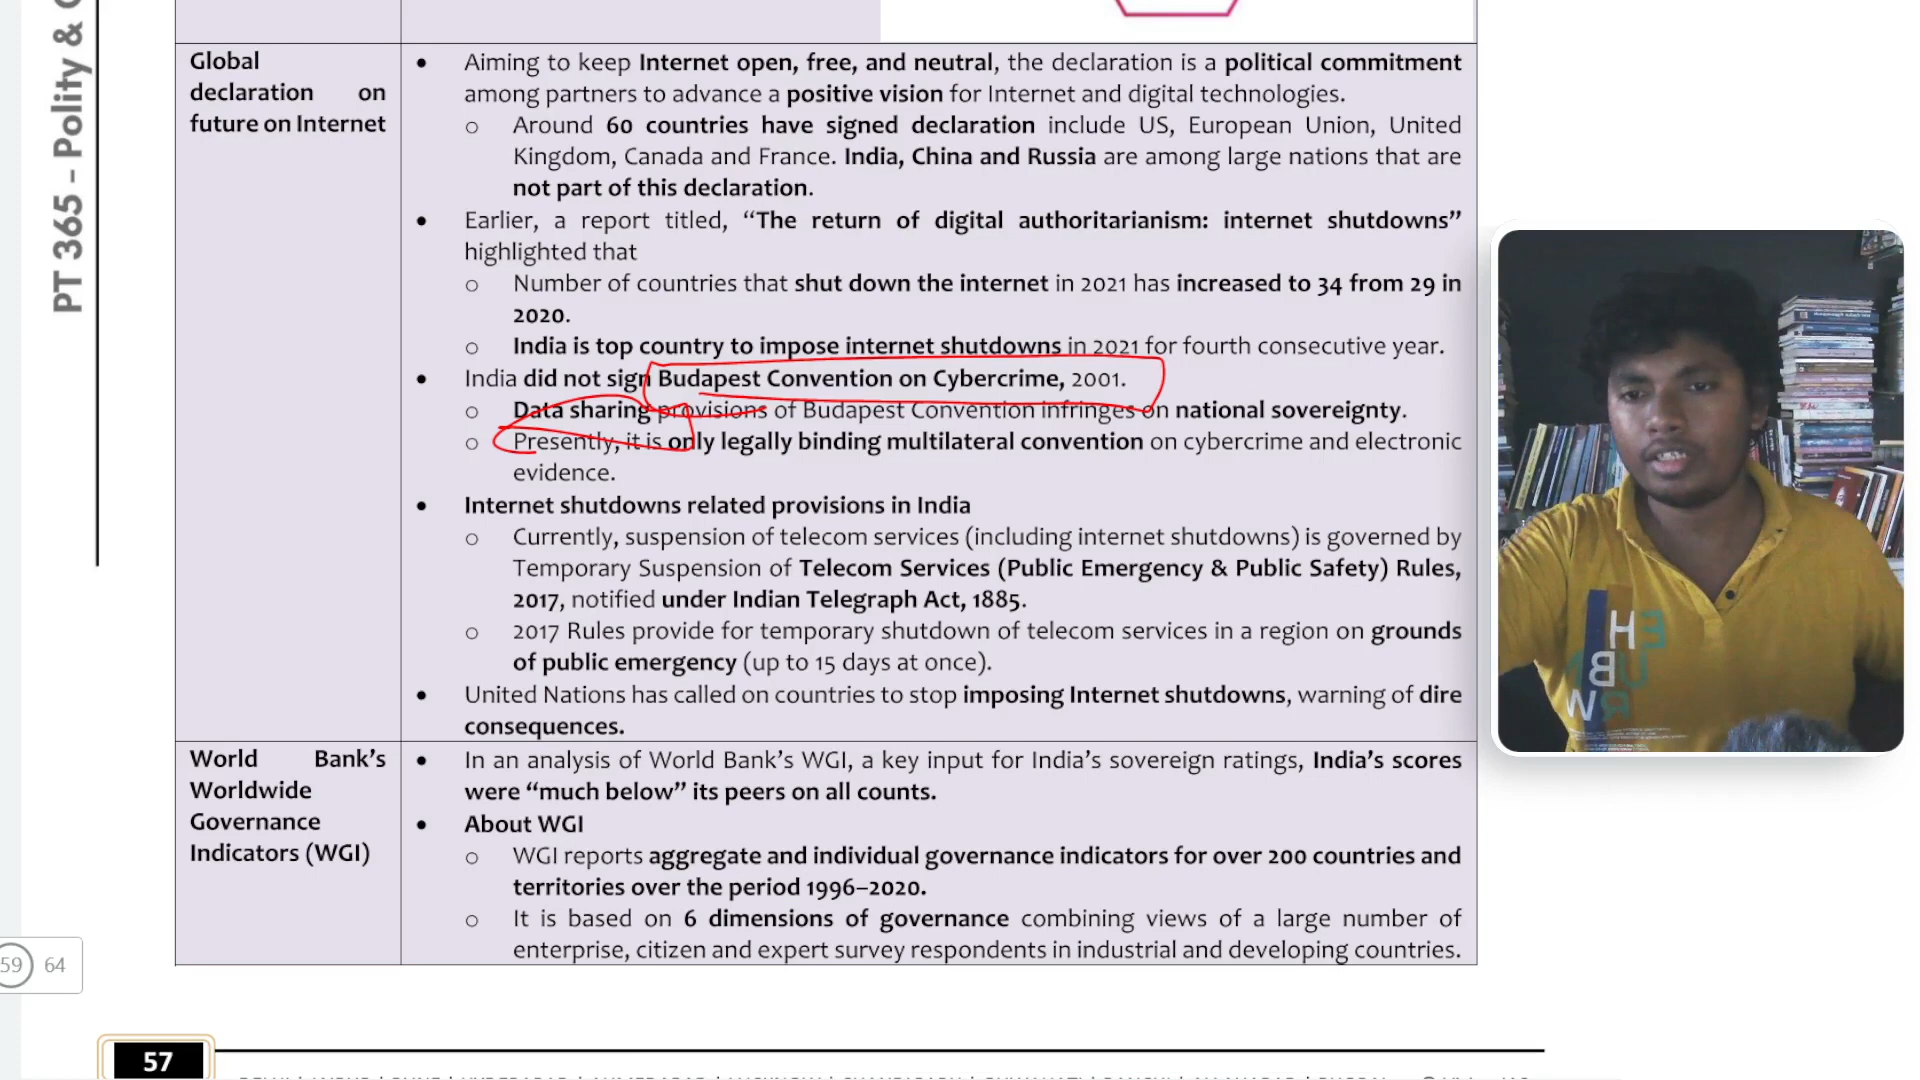 PT 365 – Polity &
Global
declaration on
future on Internet
• Aiming to keep Internet open, free, and neutral, the declaration is a political commitment
among partners to advance a positive vision for Internet and digital technologies.
o Around 60 countries have signed declaration include US, European Union, United
Kingdom, Canada and France. India, China and Russia are among large nations that are
not part of this declaration.
• Earlier, a report titled, “The return of digital authoritarianism: internet shutdowns”
highlighted that
o Number of countries that shut down the internet in 2021 has increased to 34 from 29 in
2020.
o India is top country to impose internet shutdowns in 2021 for fourth consecutive year.
• India did not sign Budapest Convention on Cybercrime, 2001.
o Data sharing provisions of Budapest Convention infringes on national sovereignty.
o Presently, it is only legally binding multilateral convention on cybercrime and electronic
evidence.
• Internet shutdowns related provisions in India
o Currently, suspension of telecom services (including internet shutdowns) is governed by
Temporary Suspension of Telecom Services (Public Emergency & Public Safety) Rules,
2017, notified under Indian Telegraph Act, 1885.
o 2017 Rules provide for temporary shutdown of telecom services in a region on grounds
of public emergency (up to 15 days at once).
• United Nations has called on countries to stop imposing Internet shutdowns, warning of dire
consequences.
World Bank’s
Worldwide
Governance
Indicators (WGI)
• In an analysis of World Bank’s WGI, a key input for India’s sovereign ratings, India’s scores
were “much below” its peers on all counts.
• About WGI
o WGI reports aggregate and individual governance indicators for over 200 countries and
territories over the period 1996–2020.
o It is based on 6 dimensions of governance combining views of a large number of
enterprise, citizen and expert survey respondents in industrial and developing countries.
59 64
57